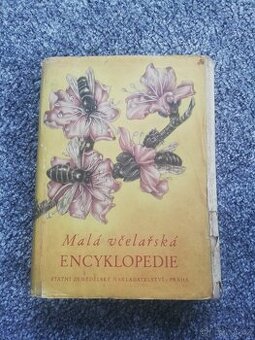 Malá včelařská
ENCYKLOPEDIE
STÁTNÍ ZEMĚDĚLSKÉ NAKLADATELSTVÍ · PRAHA